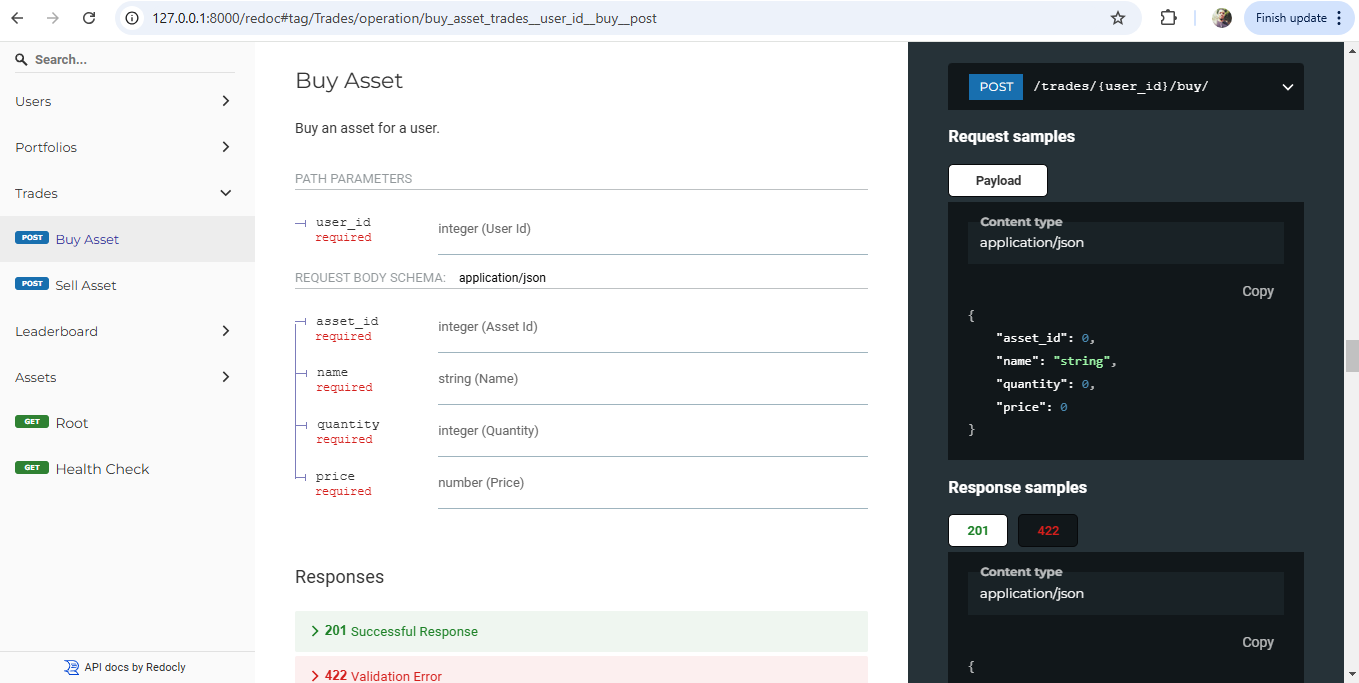 127.0.0.1:8000/redoc#tag/Trades/operation/buy_asset_trades__user_id__buy__post
Finish update
Search...
Users
Portfolios
Trades
POST Buy Asset
POST Sell Asset
Leaderboard
Assets
GET Root
GET Health Check
API docs by Redocly
Buy Asset
Buy an asset for a user.
PATH PARAMETERS
user_id
required
integer (User Id)
REQUEST BODY SCHEMA: application/json
asset_id
required
integer (Asset Id)
name
required
string (Name)
quantity
required
integer (Quantity)
price
required
number (Price)
Responses
201 Successful Response
422 Validation Error
POST /trades/{user_id}/buy/
Request samples
Payload
Content type
application/json
Copy
{
"asset_id": 0,
"name": "string",
"quantity": 0,
"price": 0
}
Response samples
201 422
Content type
application/json
Copy
{